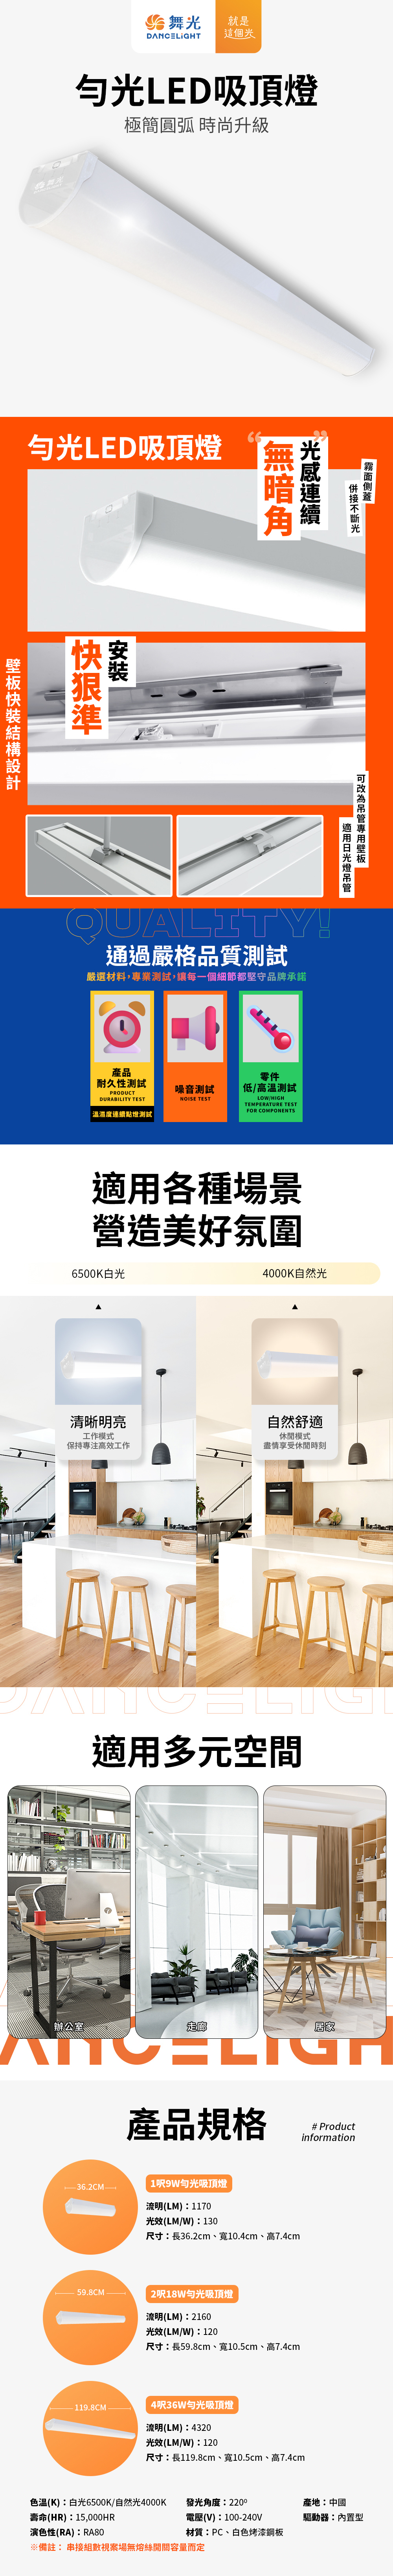 舞光
DANCELIGHT
就是
這個光
勻光LED吸頂燈
極簡圓弧 時尚升級
勻光LED吸頂燈
“光感連續”
無暗角
霧面側蓋
併接不斷光
安裝
快狠準
壁板快裝結構設計
可改為吊管專用壁板
適用日光燈吊管
QUALITY!
通過嚴格品質測試
嚴選材料，專業測試，讓每一個細節都堅守品牌承諾
產品
耐久性測試
PRODUCT
DURABILITY TEST
溫濕度連續點燈測試
噪音測試
NOISE TEST
零件
低/高溫測試
LOW/HIGH
TEMPERATURE TEST
FOR COMPONENTS
適用各種場景
營造美好氛圍
6500K白光
4000K自然光
清晰明亮
工作模式
保持專注高效工作
自然舒適
休閒模式
盡情享受休閒時刻
DANCELIGH
適用多元空間
辦公室
走廊
居家
ANCELIGH
產品規格
# Product
information
36.2CM
1呎9W勻光吸頂燈
流明(LM)：1170
光效(LM/W)：130
尺寸：長36.2cm、寬10.4cm、高7.4cm
59.8CM
2呎18W勻光吸頂燈
流明(LM)：2160
光效(LM/W)：120
尺寸：長59.8cm、寬10.5cm、高7.4cm
119.8CM
4呎36W勻光吸頂燈
流明(LM)：4320
光效(LM/W)：120
尺寸：長119.8cm、寬10.5cm、高7.4cm
色溫(K)：白光6500K/自然光4000K
發光角度：220º
產地：中國
壽命(HR)：15,000HR
電壓(V)：100-240V
驅動器：內置型
演色性(RA)：RA80
材質：PC、白色烤漆鋼板
※備註： 串接組數視案場無熔絲開關容量而定